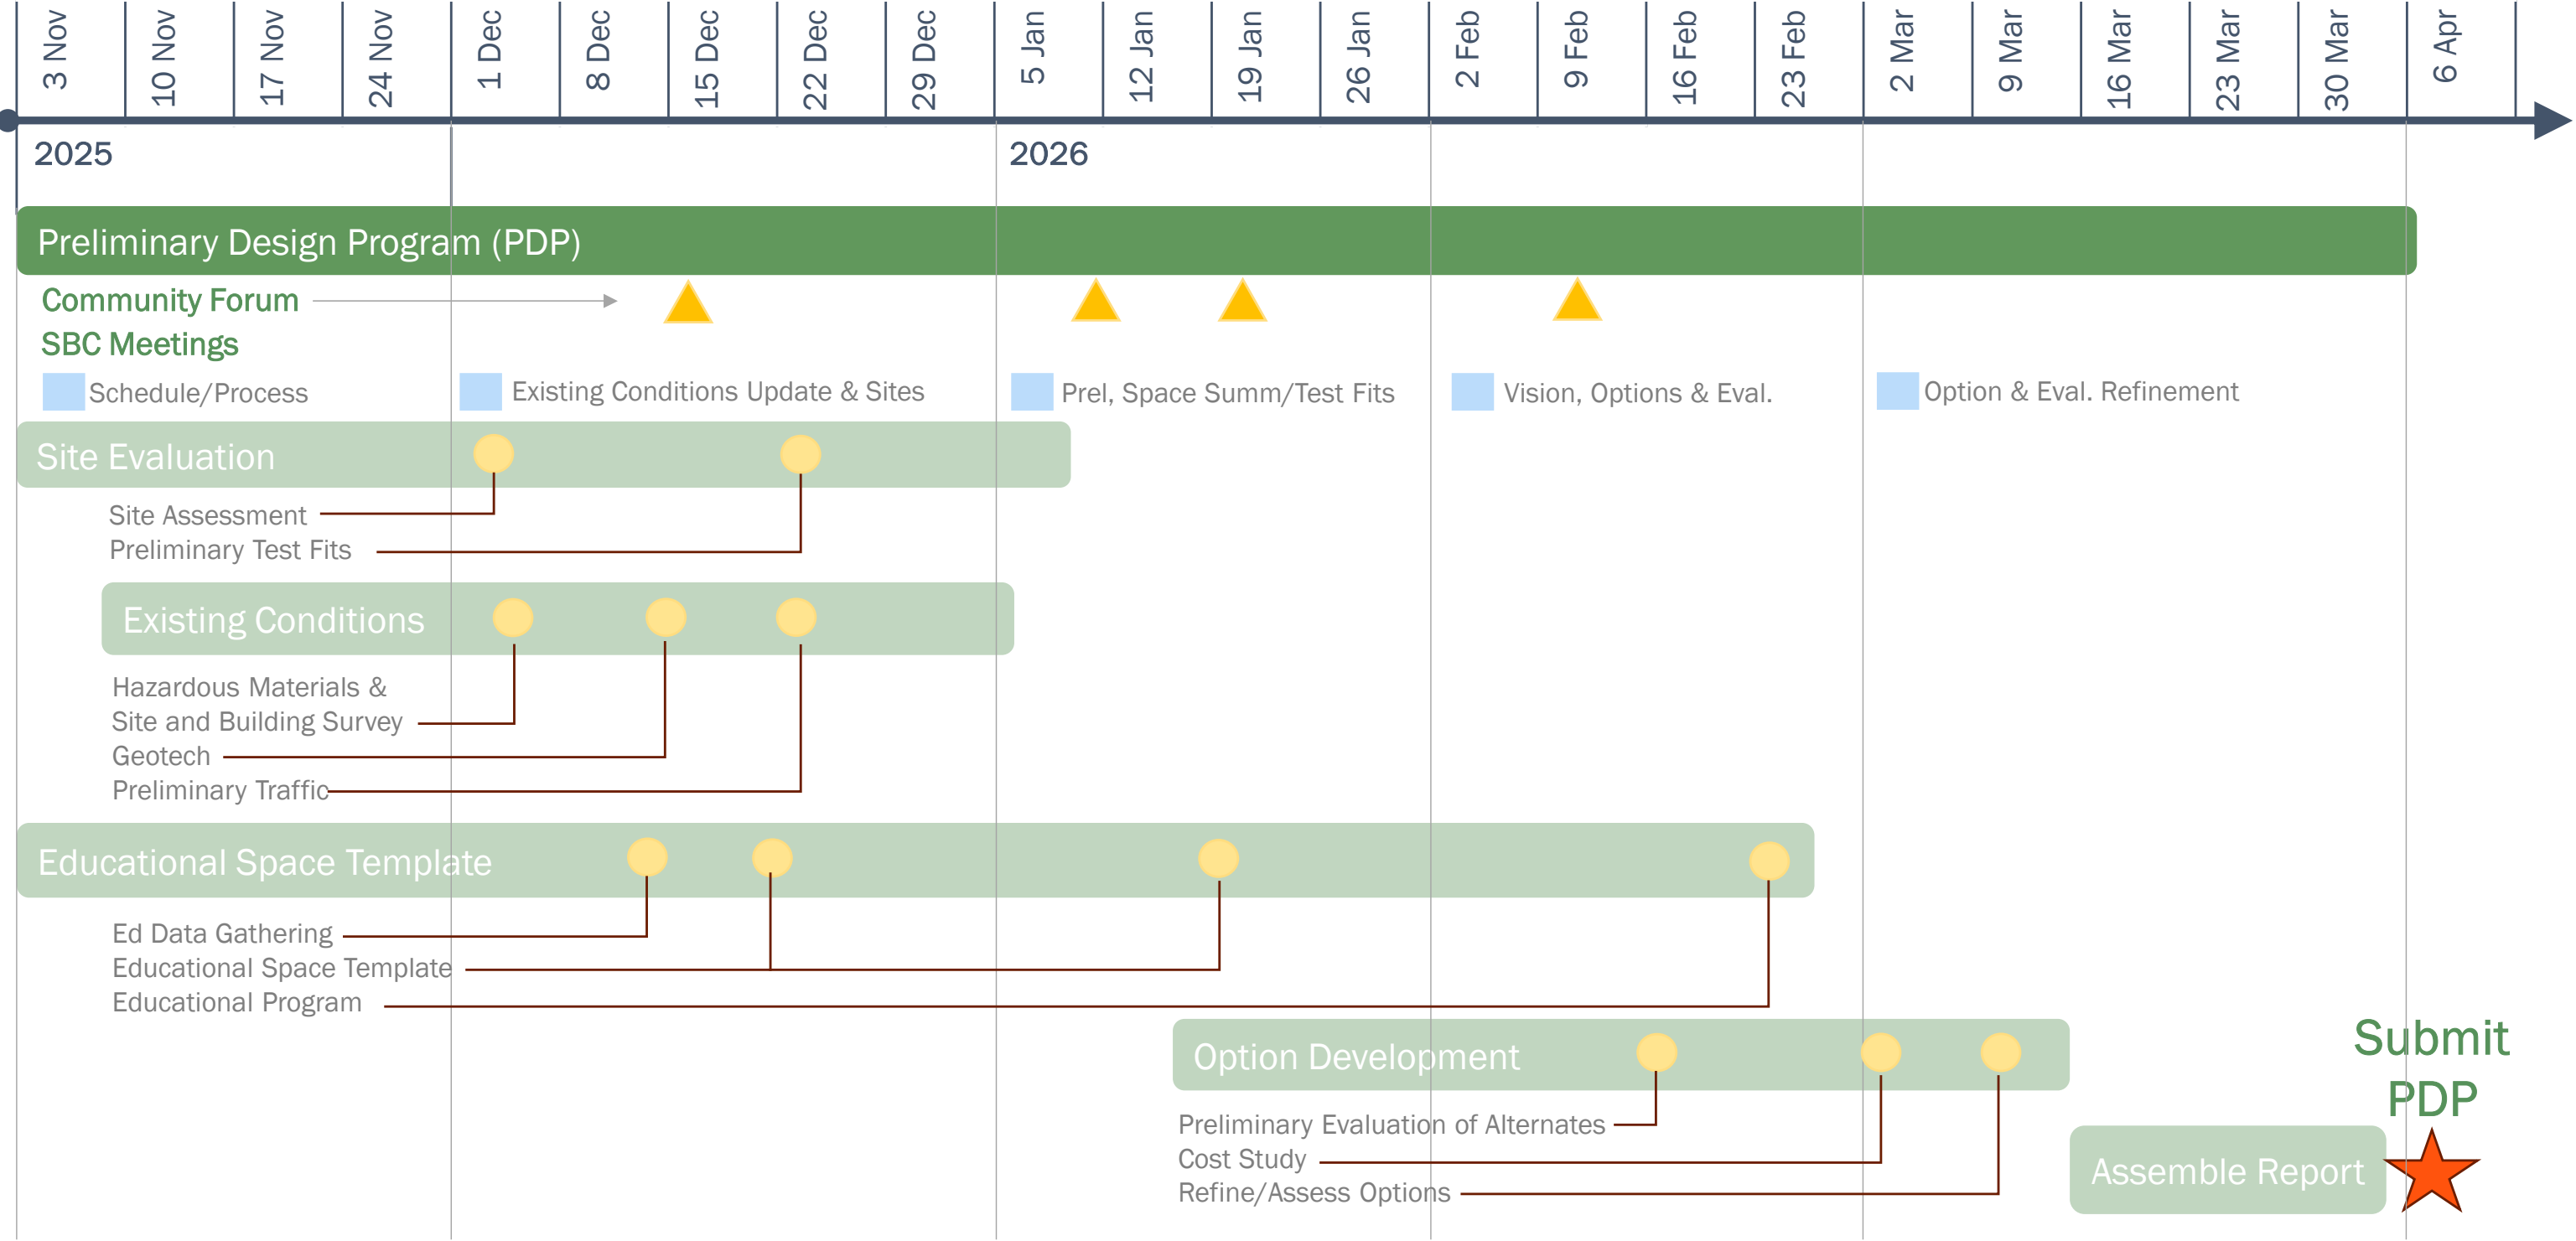 3 Nov
10 Nov
17 Nov
24 Nov
1 Dec
8 Dec
15 Dec
22 Dec
29 Dec
5 Jan
12 Jan
19 Jan
26 Jan
2 Feb
9 Feb
16 Feb
23 Feb
2 Mar
9 Mar
16 Mar
23 Mar
30 Mar
6 Apr
2025
2026
Preliminary Design Program (PDP)
Community Forum
SBC Meetings
Schedule/Process
Existing Conditions Update & Sites
Prel, Space Summ/Test Fits
Vision, Options & Eval.
Option & Eval. Refinement
Site Evaluation
Site Assessment
Preliminary Test Fits
Existing Conditions
Hazardous Materials &
Site and Building Survey
Geotech
Preliminary Traffic
Educational Space Template
Ed Data Gathering
Educational Space Template
Educational Program
Option Development
Preliminary Evaluation of Alternates
Cost Study
Refine/Assess Options
Submit
PDP
Assemble Report